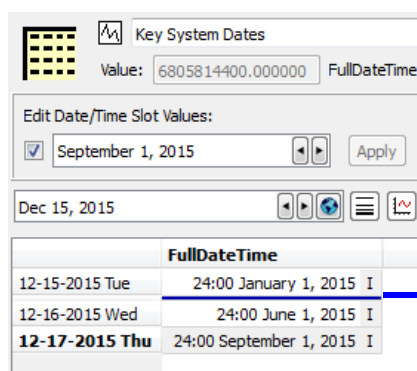 Key System Dates
Value: 6805814400.000000 FullDateTime
Edit Date/Time Slot Values:
September 1, 2015 Apply
Dec 15, 2015
FullDateTime
12-15-2015 Tue 24:00 January 1, 2015 I
12-16-2015 Wed 24:00 June 1, 2015 I
12-17-2015 Thu 24:00 September 1, 2015 I